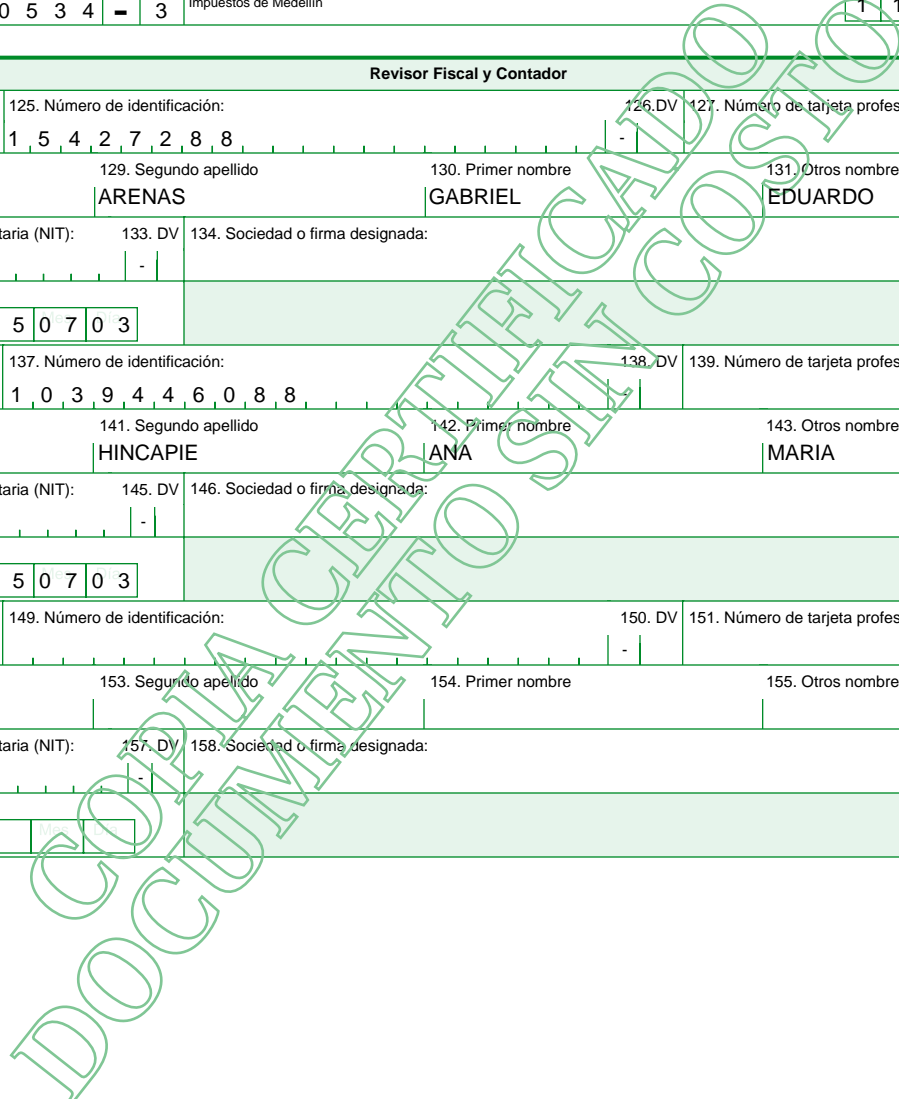 0 5 3 4 - 3 Impuestos de Medellín 1 1
Revisor Fiscal y Contador
125. Número de identificación: 126.DV 127. Número de tarjeta profes
1 5 4 2 7 2 8 8 -
129. Segundo apellido 130. Primer nombre 131. Otros nombre
ARENAS GABRIEL EDUARDO
taria (NIT): 133. DV 134. Sociedad o firma designada:
-
5 0 7 0 3
137. Número de identificación: 138. DV 139. Número de tarjeta profes
1 0 3 9 4 4 6 0 8 8 -
141. Segundo apellido 142. Primer nombre 143. Otros nombre
HINCAPIE ANA MARIA
taria (NIT): 145. DV 146. Sociedad o firma designada:
-
5 0 7 0 3
149. Número de identificación: 150. DV 151. Número de tarjeta profes
-
153. Segundo apellido 154. Primer nombre 155. Otros nombre
taria (NIT): 157. DV 158. Sociedad o firma designada:
-
Mes Día
COPIA CERTIFICADO
DOCUMENTO SIN COSTO